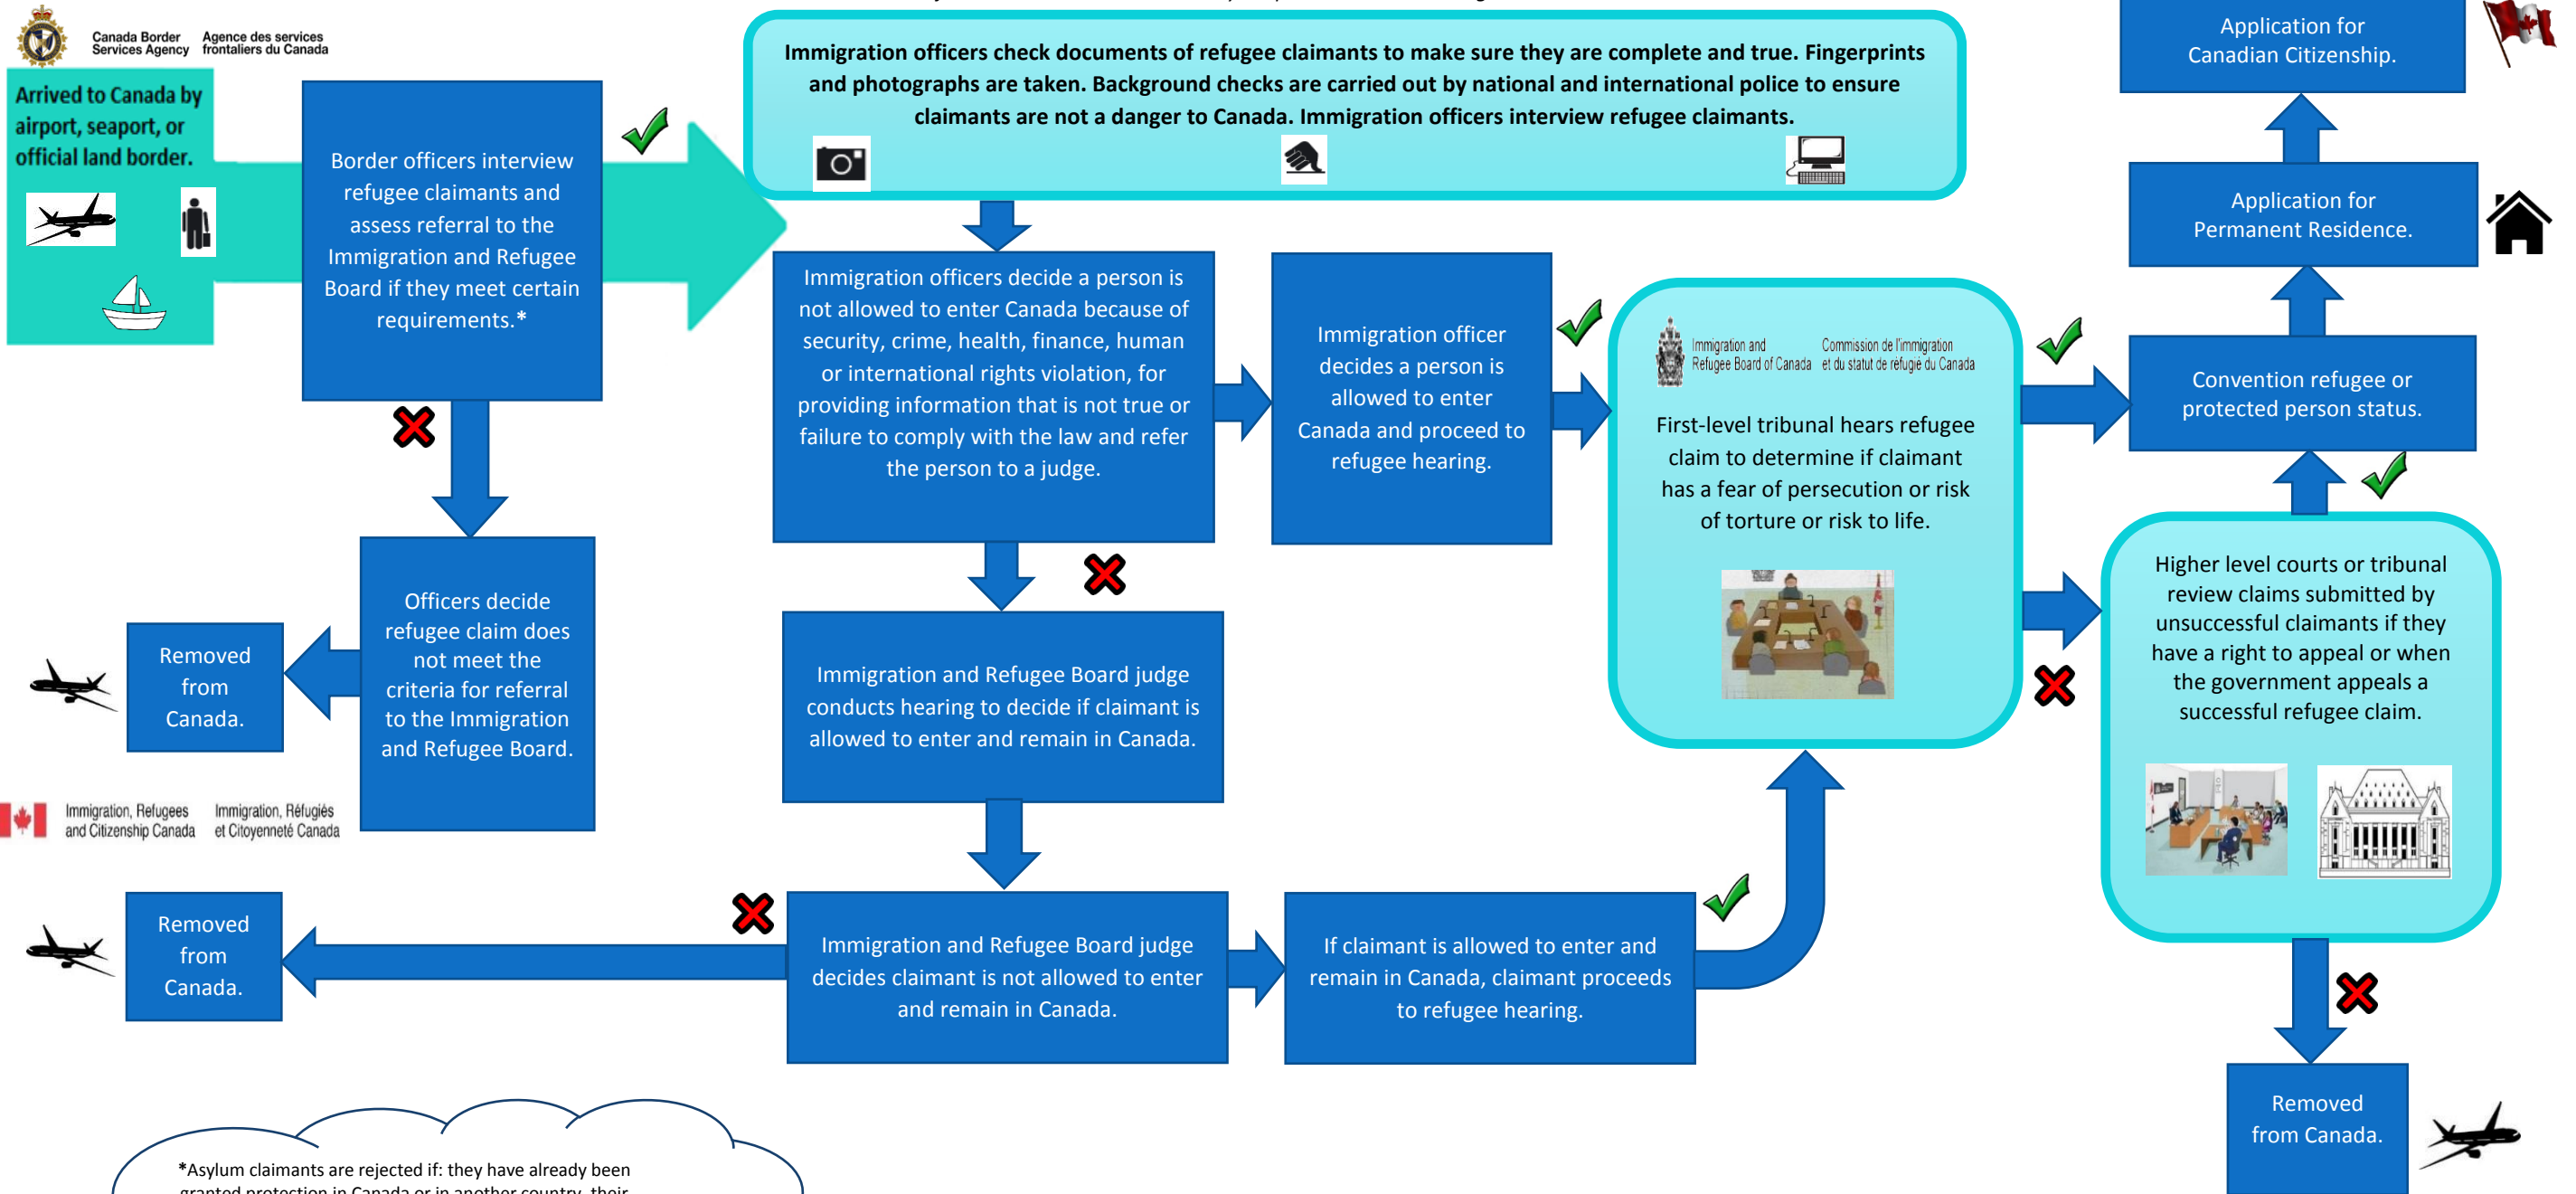 Canada Border
Services Agency
Agence des services
frontaliers du Canada
Arrived to Canada by
airport, seaport, or
official land border.
Border officers interview
refugee claimants and
assess referral to the
Immigration and Refugee
Board if they meet certain
requirements.*
Immigration officers check documents of refugee claimants to make sure they are complete and true. Fingerprints
and photographs are taken. Background checks are carried out by national and international police to ensure
claimants are not a danger to Canada. Immigration officers interview refugee claimants.
Application for
Canadian Citizenship.
Application for
Permanent Residence.
Convention refugee or
protected person status.
Immigration officers decide a person is
not allowed to enter Canada because of
security, crime, health, finance, human
or international rights violation, for
providing information that is not true or
failure to comply with the law and refer
the person to a judge.
Immigration officer
decides a person is
allowed to enter
Canada and proceed to
refugee hearing.
Immigration and
Refugee Board of Canada
Commission de l'immigration
et du statut de réfugié du Canada
First-level tribunal hears refugee
claim to determine if claimant
has a fear of persecution or risk
of torture or risk to life.
Higher level courts or tribunal
review claims submitted by
unsuccessful claimants if they
have a right to appeal or when
the government appeals a
successful refugee claim.
Officers decide
refugee claim does
not meet the
criteria for referral
to the Immigration
and Refugee Board.
Removed
from
Canada.
Immigration and Refugee Board judge
conducts hearing to decide if claimant is
allowed to enter and remain in Canada.
Immigration, Refugees
and Citizenship Canada
Immigration, Réfugiés
et Citoyenneté Canada
Removed
from
Canada.
Immigration and Refugee Board judge
decides claimant is not allowed to enter
and remain in Canada.
If claimant is allowed to enter and
remain in Canada, claimant proceeds
to refugee hearing.
Removed
from Canada.
*Asylum claimants are rejected if: they have already been
granted protection in Canada or in another country, their